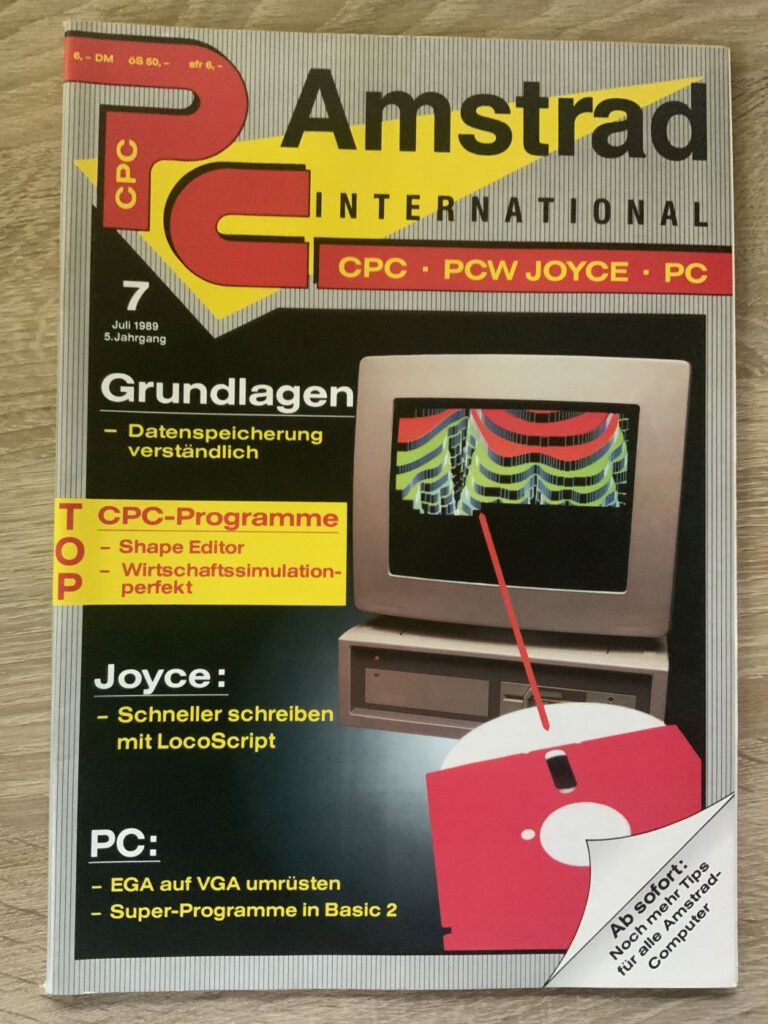 6,– DM öS 50,– sfr 6,–
PC
CPC
Amstrad
INTERNATIONAL
CPC · PCW JOYCE · PC
7
Juli 1989
5.Jahrgang
Grundlagen
– Datenspeicherung
verständlich
TOP
CPC-Programme
– Shape Editor
– Wirtschaftssimulation-
perfekt
Joyce:
– Schneller schreiben
mit LocoScript
PC:
– EGA auf VGA umrüsten
– Super-Programme in Basic 2
Ab sofort:
Noch mehr Tips
für alle Amstrad-
Computer